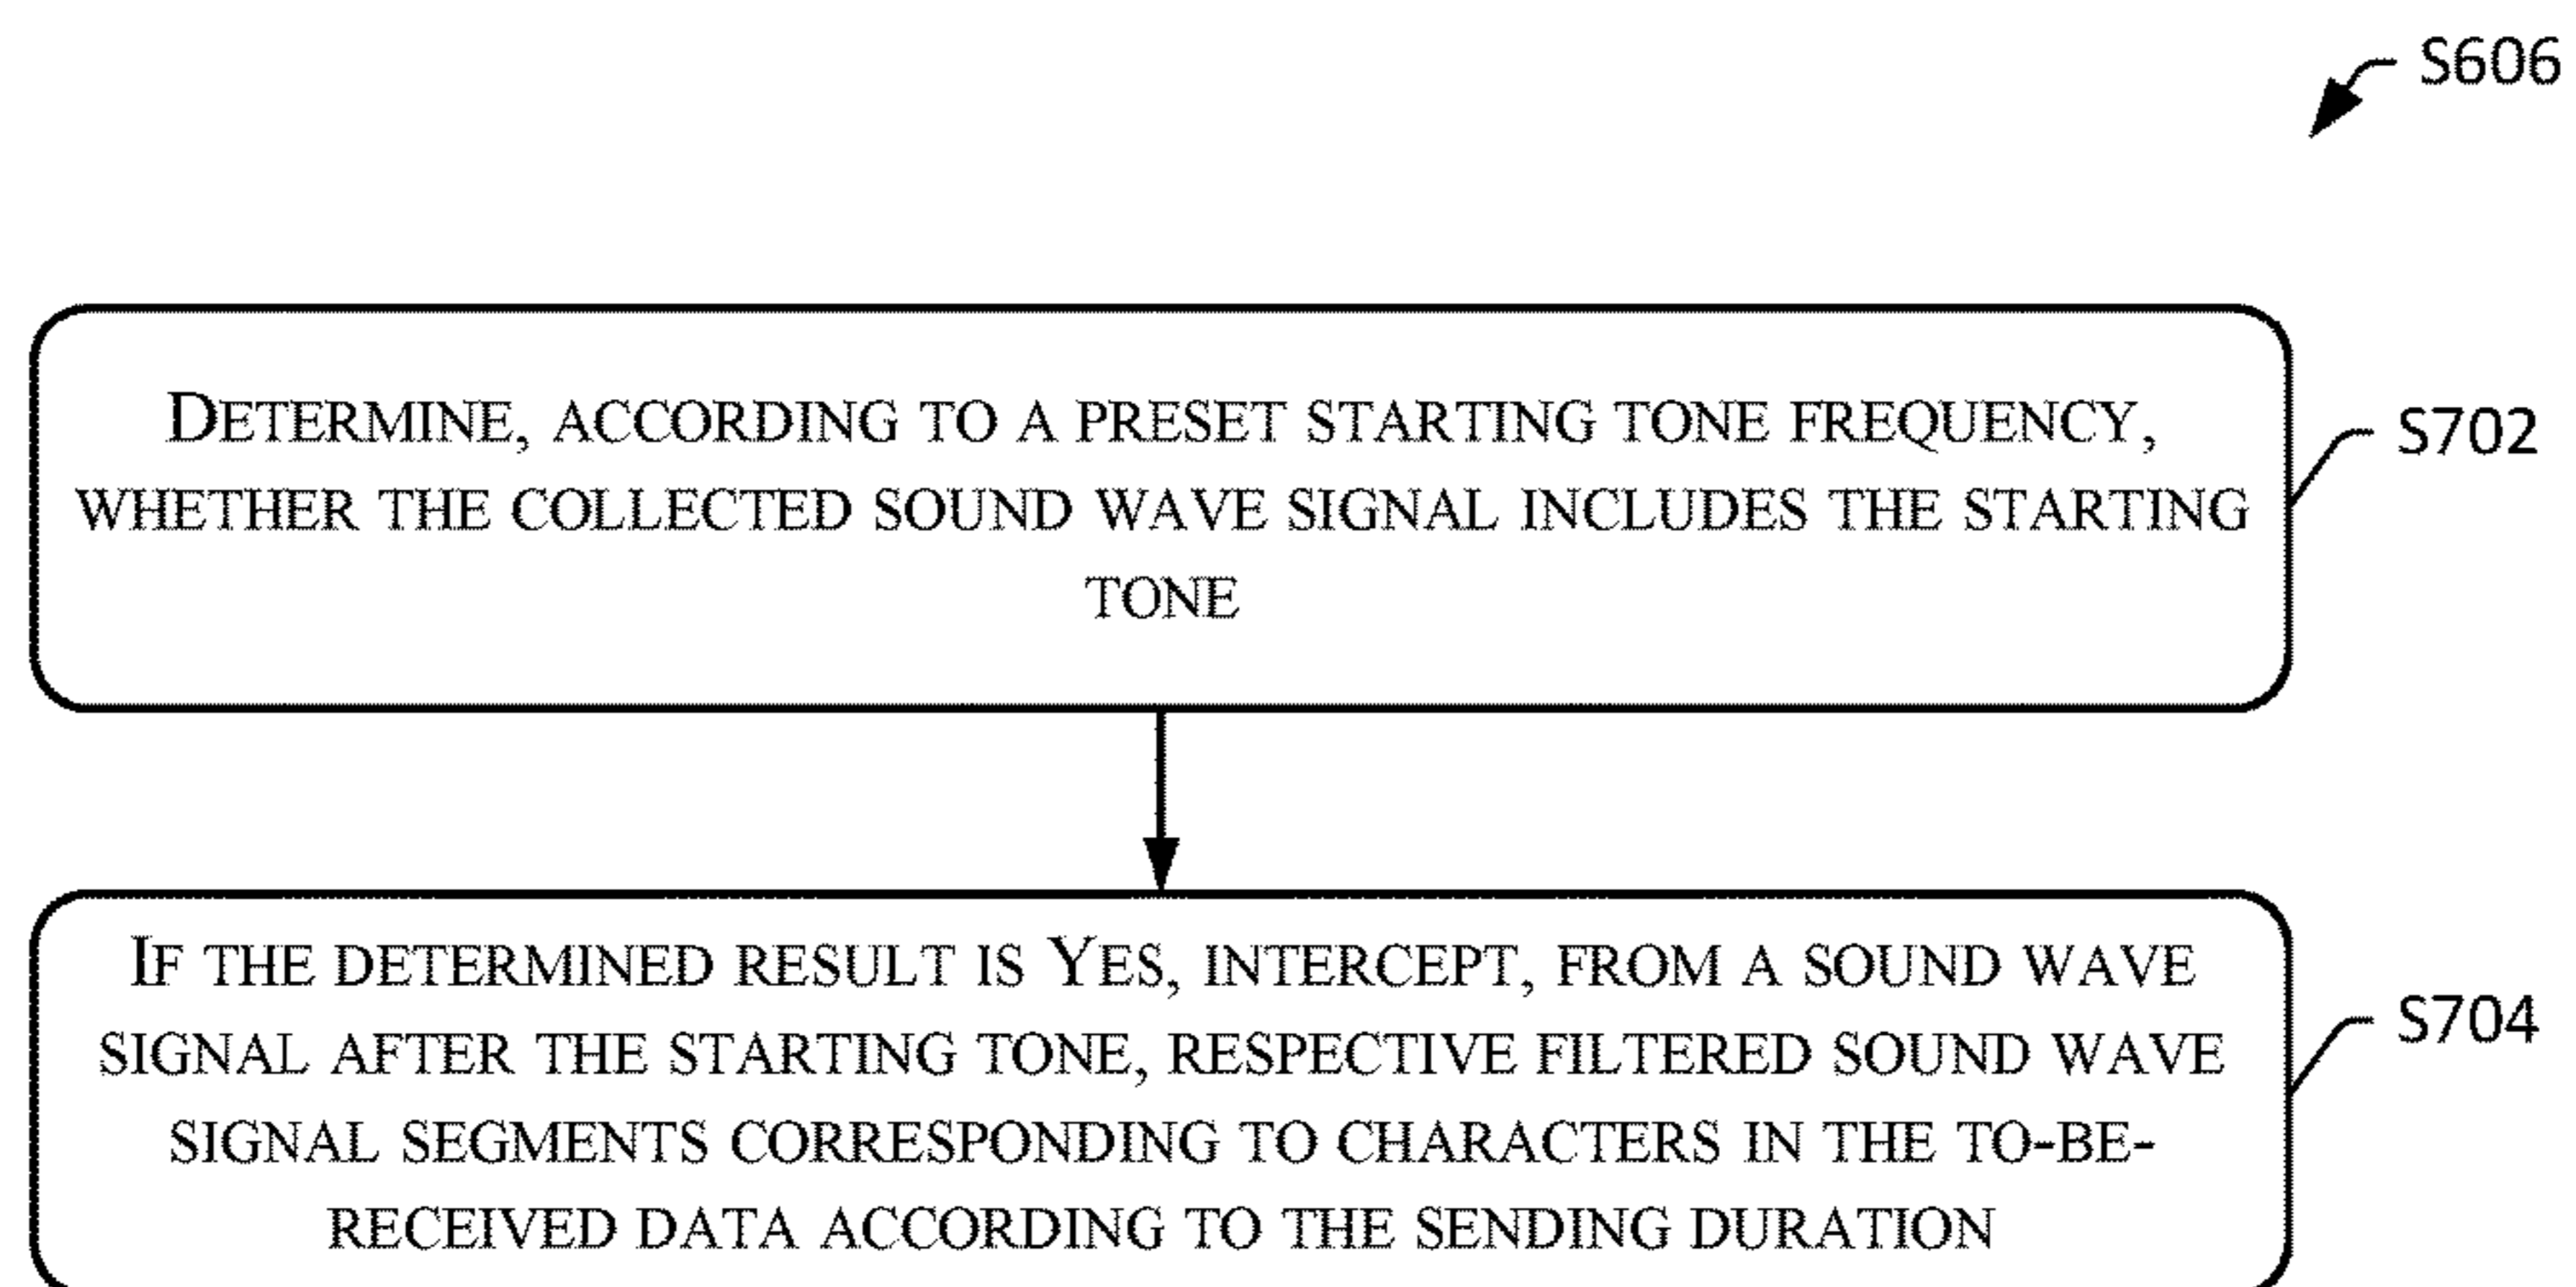 S606
DETERMINE, ACCORDING TO A PRESET STARTING TONE FREQUENCY,
S702
WHETHER THE COLLECTED SOUND WAVE SIGNAL INCLUDES THE STARTING
TONE
IF THE DETERMINED RESULT IS YES, INTERCEPT, FROM A SOUND WAVE
S704
SIGNAL AFTER THE STARTING TONE, RESPECTIVE FILTERED SOUND WAVE
SIGNAL SEGMENTS CORRESPONDING TO CHARACTERS IN THE TO-BE-
RECEIVED DATA ACCORDING TO THE SENDING DURATION